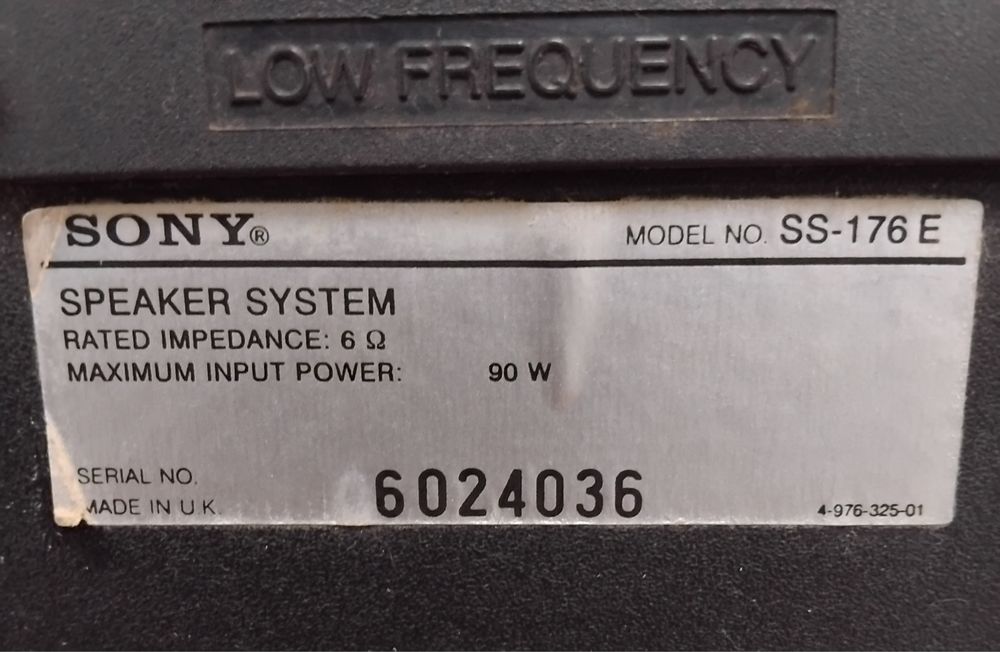 LOW FREQUENCY
SONY® MODEL NO. SS-176 E
SPEAKER SYSTEM
RATED IMPEDANCE: 6 Ω
MAXIMUM INPUT POWER: 90 W
SERIAL NO. 6024036
MADE IN U.K. 4-976-325-01